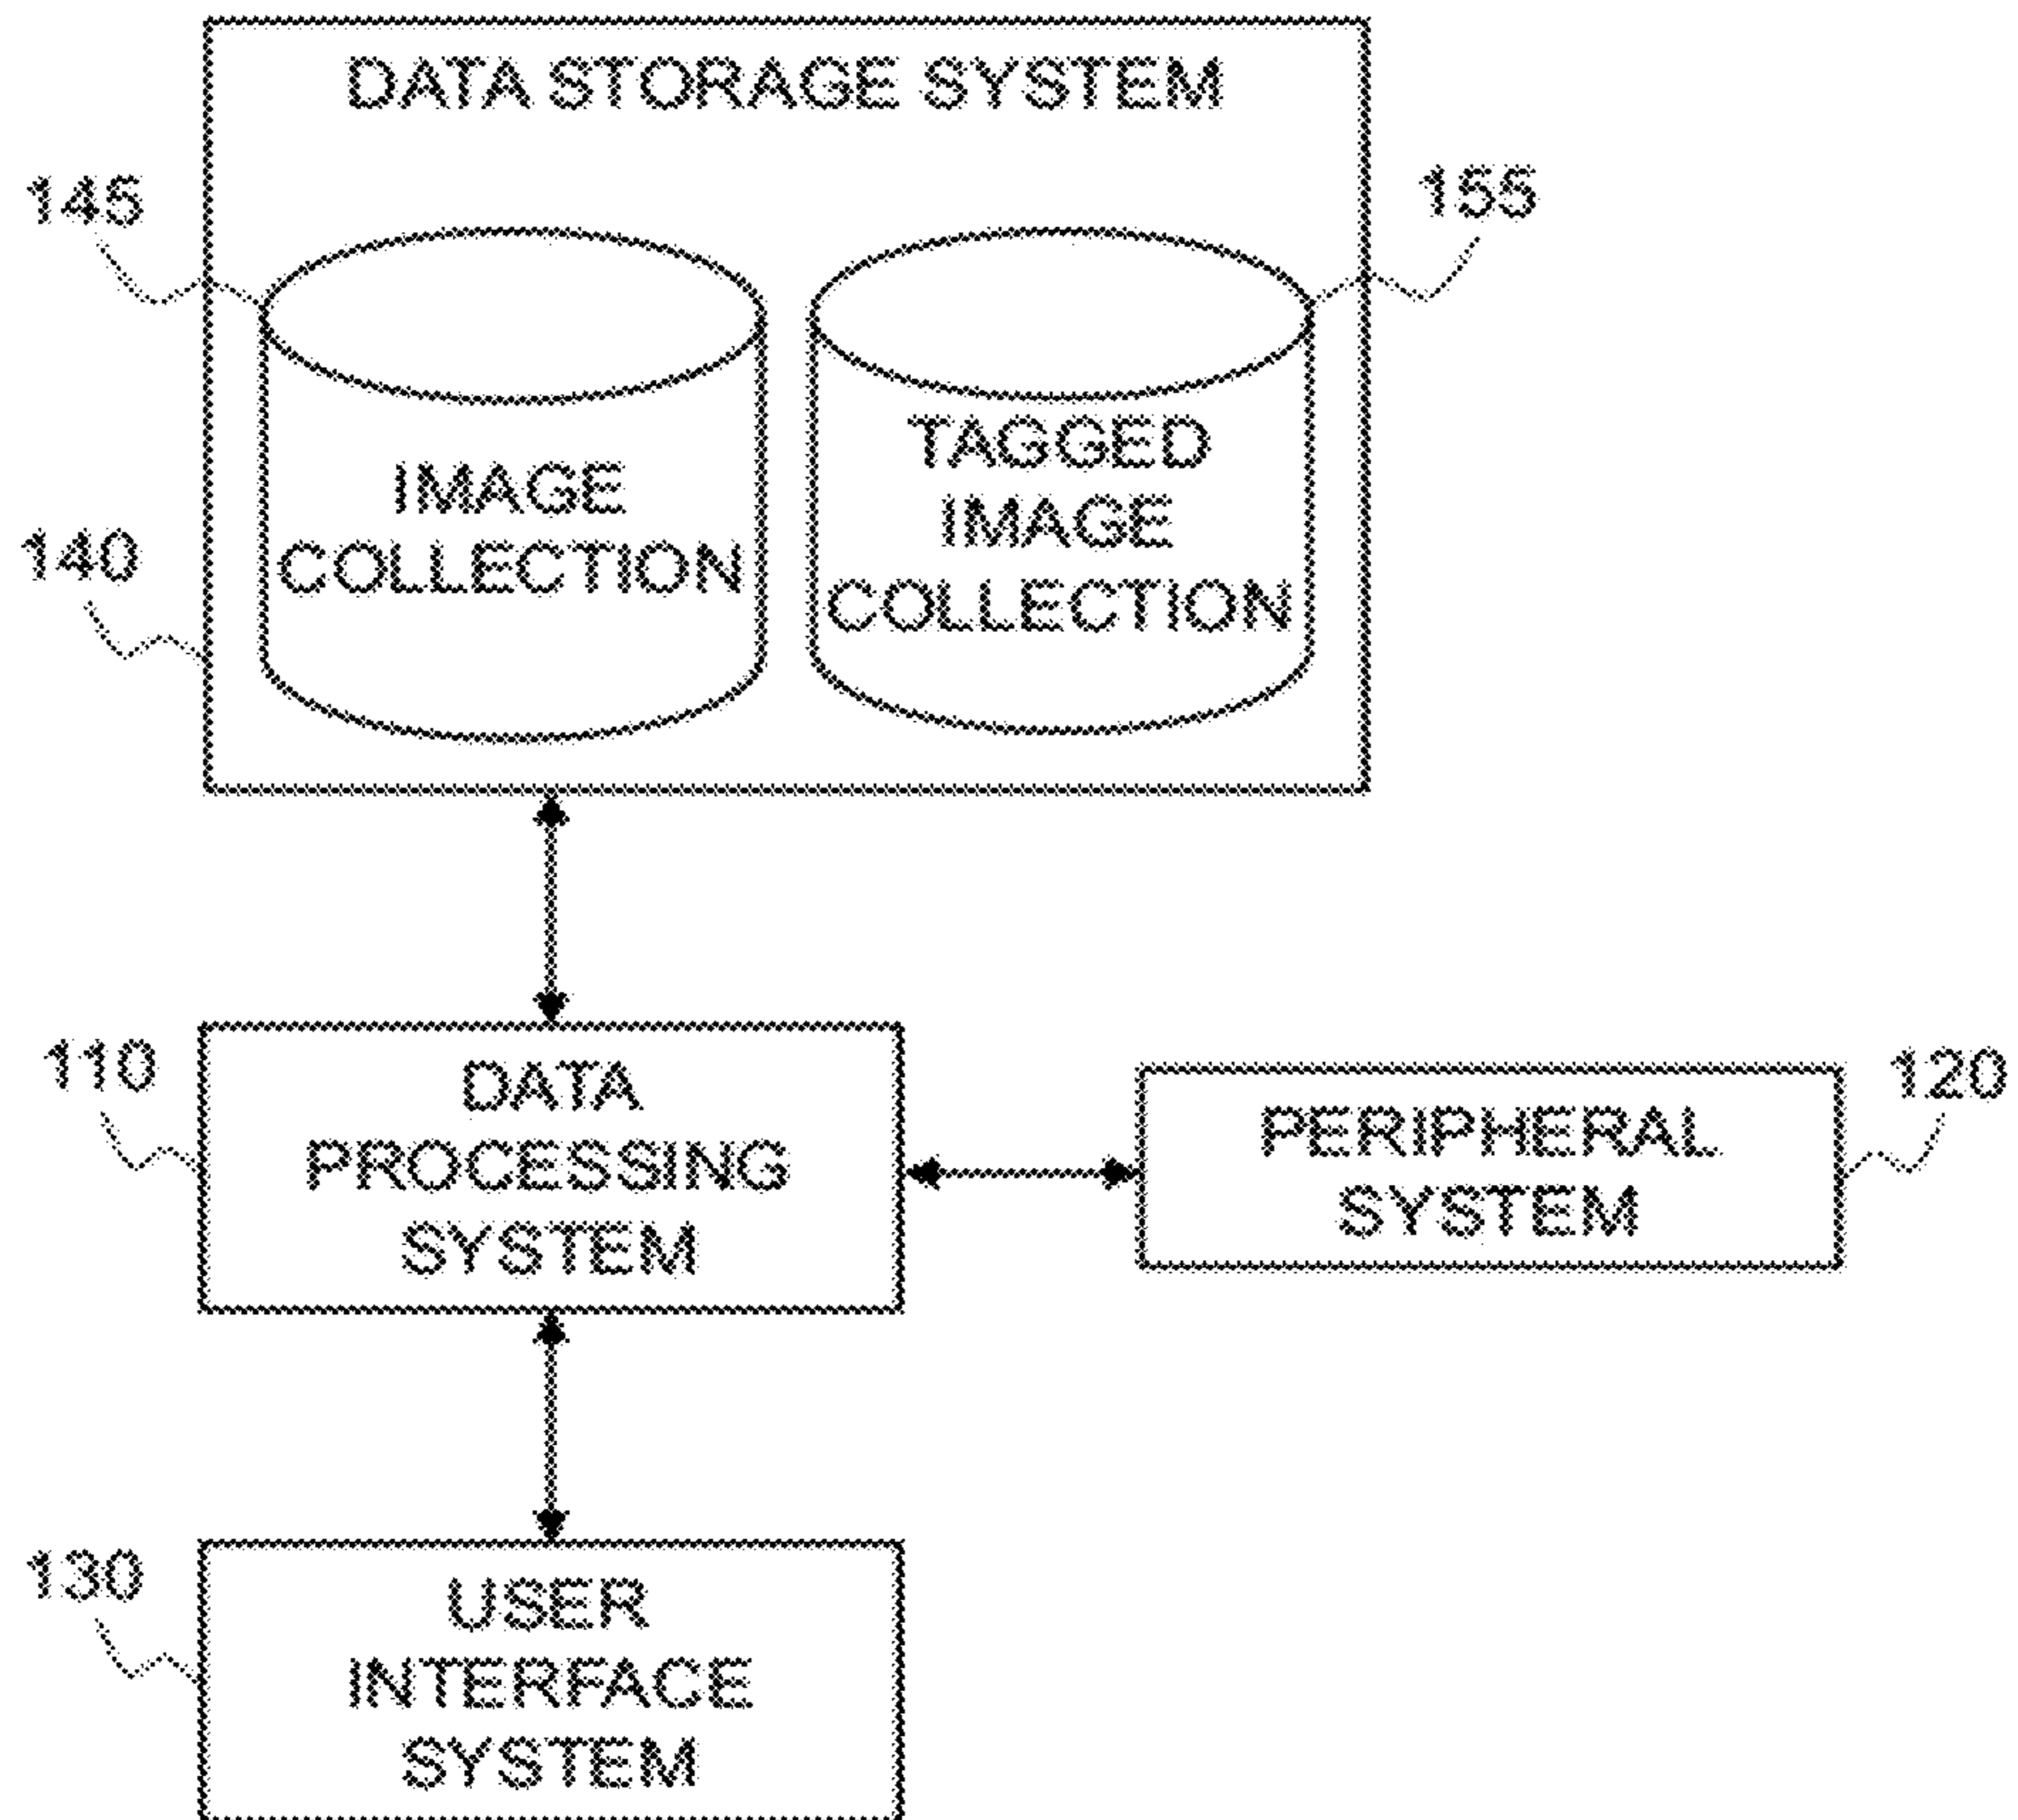 DATA STORAGE SYSTEM
145
155
IMAGE
COLLECTION
TAGGED
IMAGE
COLLECTION
140
110
DATA
PROCESSING
SYSTEM
120
PERIPHERAL
SYSTEM
130
USER
INTERFACE
SYSTEM